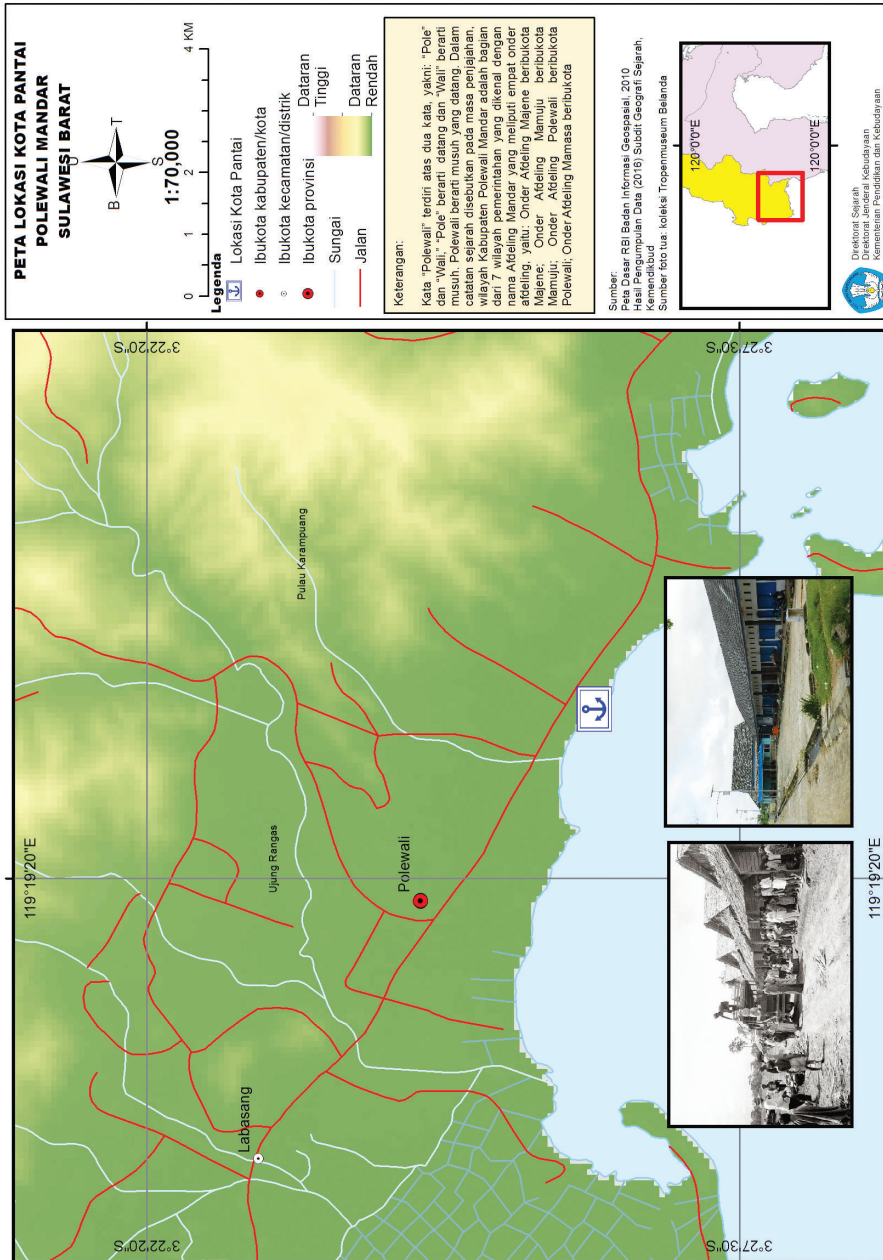 PETA LOKASI KOTA PANTAI
POLEWALI MANDAR
SULAWESI BARAT
U
B
T
S
1:70,000
0 1 2 4 KM
Legenda
Lokasi Kota Pantai
Ibukota kabupaten/kota
Ibukota kecamatan/distrik
Ibukota provinsi
Sungai
Jalan
Dataran
Tinggi
Dataran
Rendah
Keterangan:
Kata "Polewali" terdiri atas dua kata, yakni: "Pole"
dan "Wali," "Pole" berarti datang dan "Wali" berarti
musuh. Polewali berarti musuh yang datang. Dalam
catatan sejarah disebutkan pada masa penjajahan,
wilayah Kabupaten Polewali Mandar adalah bagian
dari 7 wilayah pemerintahan yang dikenal dengan
nama Afdeling Mandar yang meliputi empat onder
afdeling, yaitu: Onder Afdeling Majene beribukota
Majene; Onder Afdeling Mamuju beribukota
Mamuju; Onder Afdeling Polewali beribukota
Polewali; Onder Afdeling Mamasa beribukota
Sumber:
Peta Dasar RBI Badan Informasi Geospasial, 2010
Hasil Pengumpulan Data (2016) Subdit Geografi Sejarah,
Kemendikbud
Sumber foto tua: koleksi Tropenmuseum Belanda
120°0'0"E
120°0'0"E
Direktorat Sejarah
Direktorat Jenderal Kebudayaan
Kementerian Pendidikan dan Kebudayaan
119°19'20"E
3°22'20"S
3°22'20"S
Labasang
Ujung Rangas
Pulau Karampuang
Polewali
3°27'30"S
3°27'30"S
119°19'20"E